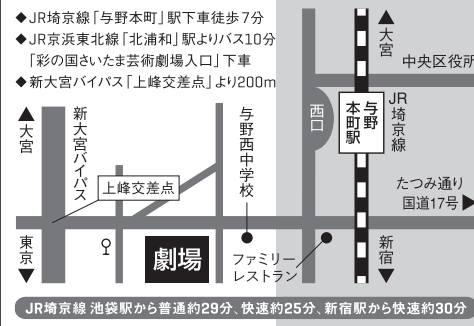 ◆JR埼京線「与野本町」駅下車徒歩7分
◆JR京浜東北線「北浦和」駅よりバス10分
「彩の国さいたま芸術劇場入口」下車
◆新大宮バイパス「上峰交差点」より200m
▲大宮
中央区役所
西口
与野
本町駅
JR埼京線
▲大宮
新大宮バイパス
与野西中学校
上峰交差点
たつみ通り
国道17号▶
東京▼
劇場
ファミリー
レストラン
新宿▼
JR埼京線 池袋駅から普通約29分、快速約25分、新宿駅から快速約30分